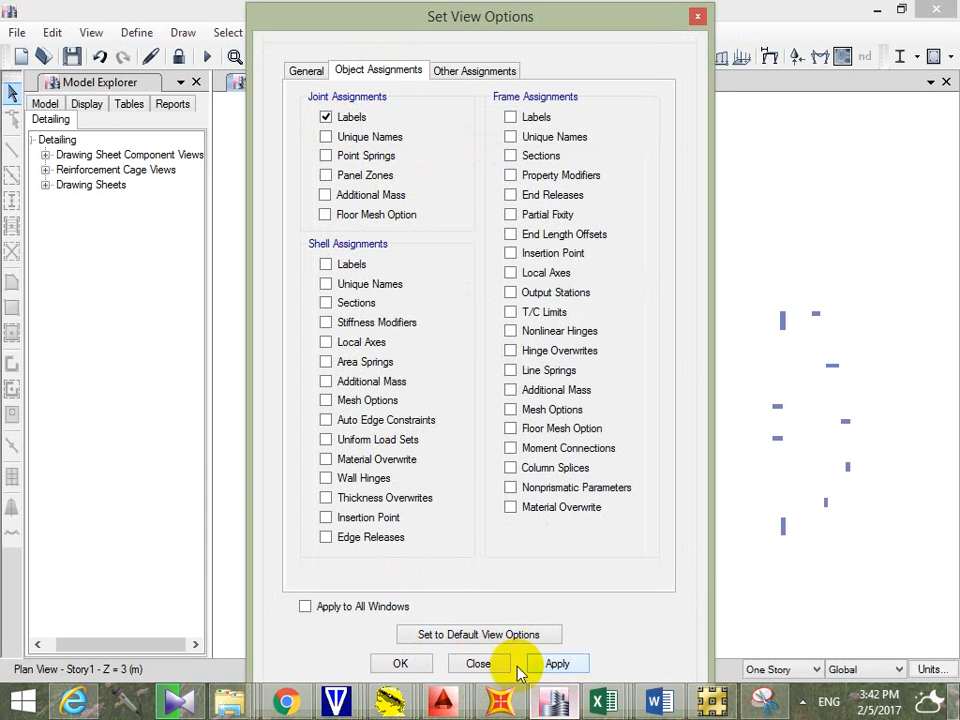 Set View Options
x
File Edit View Define Draw Select
nd
Model Explorer
Model Display Tables Reports
Detailing
Detailing
Drawing Sheet Component Views
Reinforcement Cage Views
Drawing Sheets
General Object Assignments Other Assignments
Joint Assignments
Labels
Unique Names
Point Springs
Panel Zones
Additional Mass
Floor Mesh Option
Shell Assignments
Labels
Unique Names
Sections
Stiffness Modifiers
Local Axes
Area Springs
Additional Mass
Mesh Options
Auto Edge Constraints
Uniform Load Sets
Material Overwrite
Wall Hinges
Thickness Overwrites
Insertion Point
Edge Releases
Frame Assignments
Labels
Unique Names
Sections
Property Modifiers
End Releases
Partial Fixity
End Length Offsets
Insertion Point
Local Axes
Output Stations
T/C Limits
Nonlinear Hinges
Hinge Overwrites
Line Springs
Additional Mass
Mesh Options
Floor Mesh Option
Moment Connections
Column Splices
Nonprismatic Parameters
Material Overwrite
Apply to All Windows
Set to Default View Options
OK Close Apply
Plan View - Story1 - Z = 3 (m)
One Story Global Units...
ENG
3:42 PM
2/5/2017